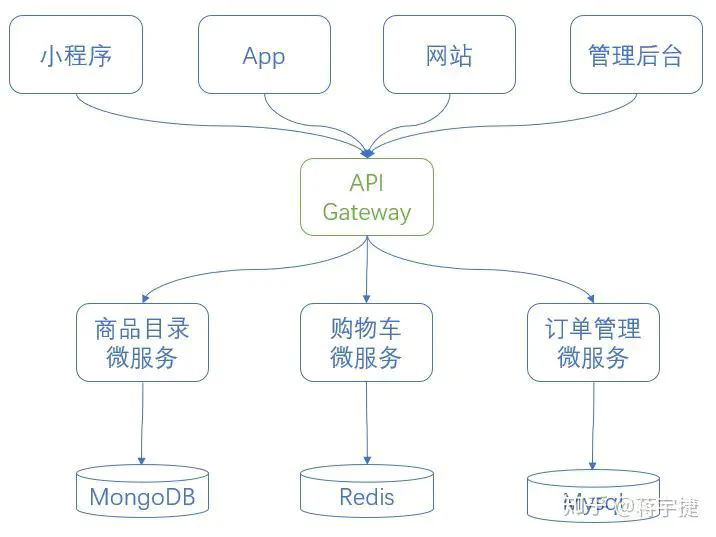 小程序
App
网站
管理后台
API
Gateway
商品目录
微服务
购物车
微服务
订单管理
微服务
MongoDB
Redis
Mysql
知乎 @蒋宇捷